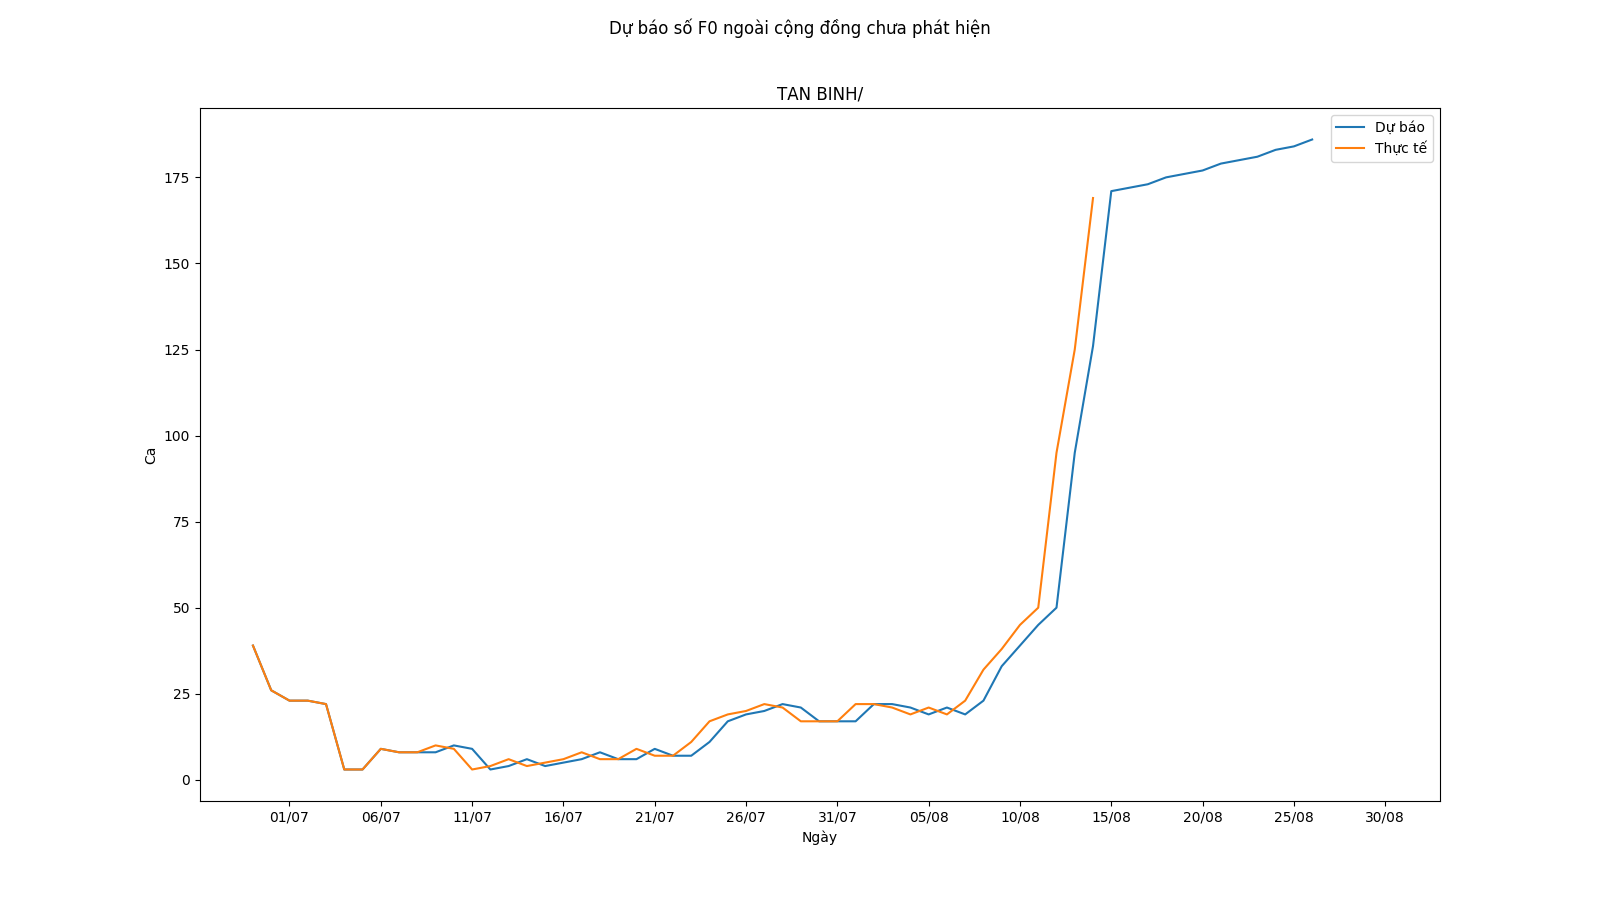 Dự báo số F0 ngoài cộng đồng chưa phát hiện
TAN BINH/
Dự báo
Thực tế
175
150
125
100
75
50
25
0
Ca
01/07 06/07 11/07 16/07 21/07 26/07 31/07 05/08 10/08 15/08 20/08 25/08 30/08
Ngày